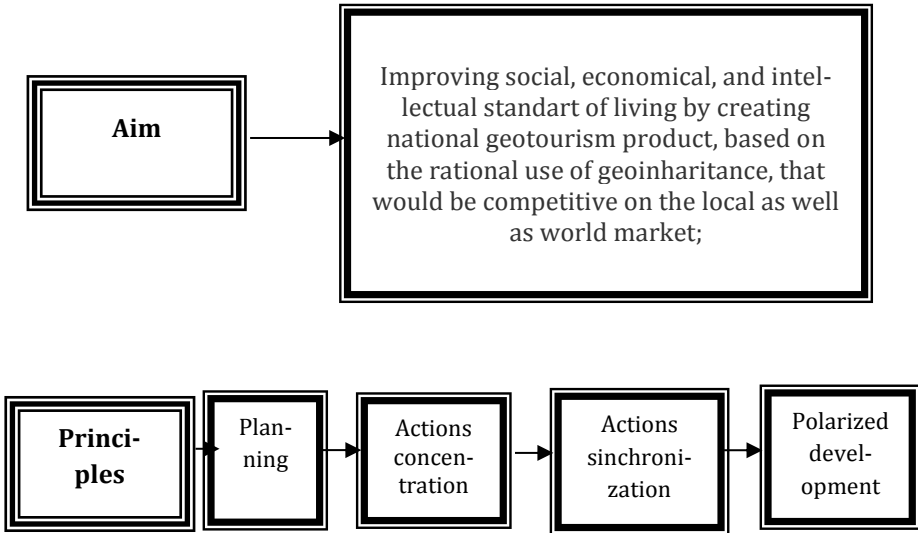 Aim
Improving social, economical, and intel-
lectual standart of living by creating
national geotourism product, based on
the rational use of geoinharitance, that
would be competitive on the local as well
as world market;
Princi-
ples
Plan-
ning
Actions
concen-
tration
Actions
sinchroni-
zation
Polarized
devel-
opment